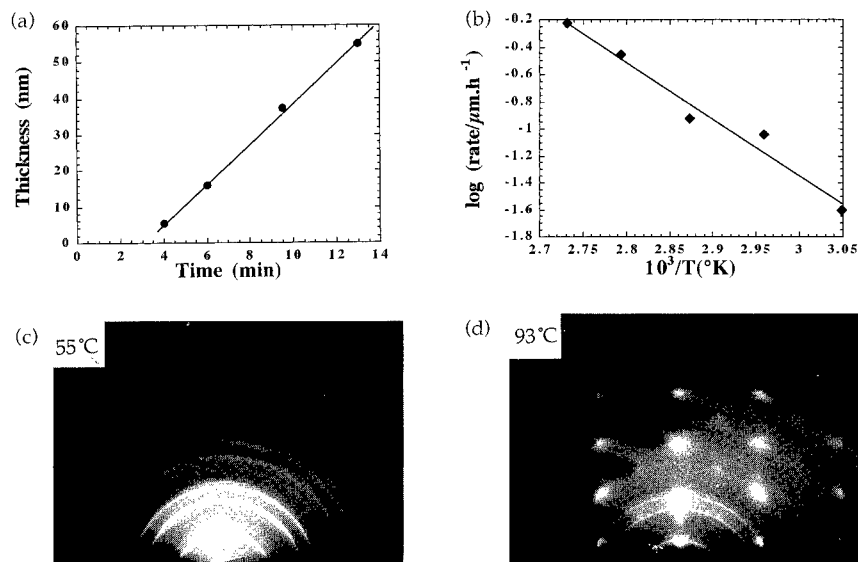 (a)
60
50
40
30
20
10
0
Thickness (nm)
0 2 4 6 8 10 12 14
Time (min)
(b)
-0.2
-0.4
-0.6
-0.8
-1
-1.2
-1.4
-1.6
-1.8
log (rate/μm.h⁻¹)
2.7 2.75 2.8 2.85 2.9 2.95 3 3.05
10³/T(°K)
(c)
55°C
(d)
93°C